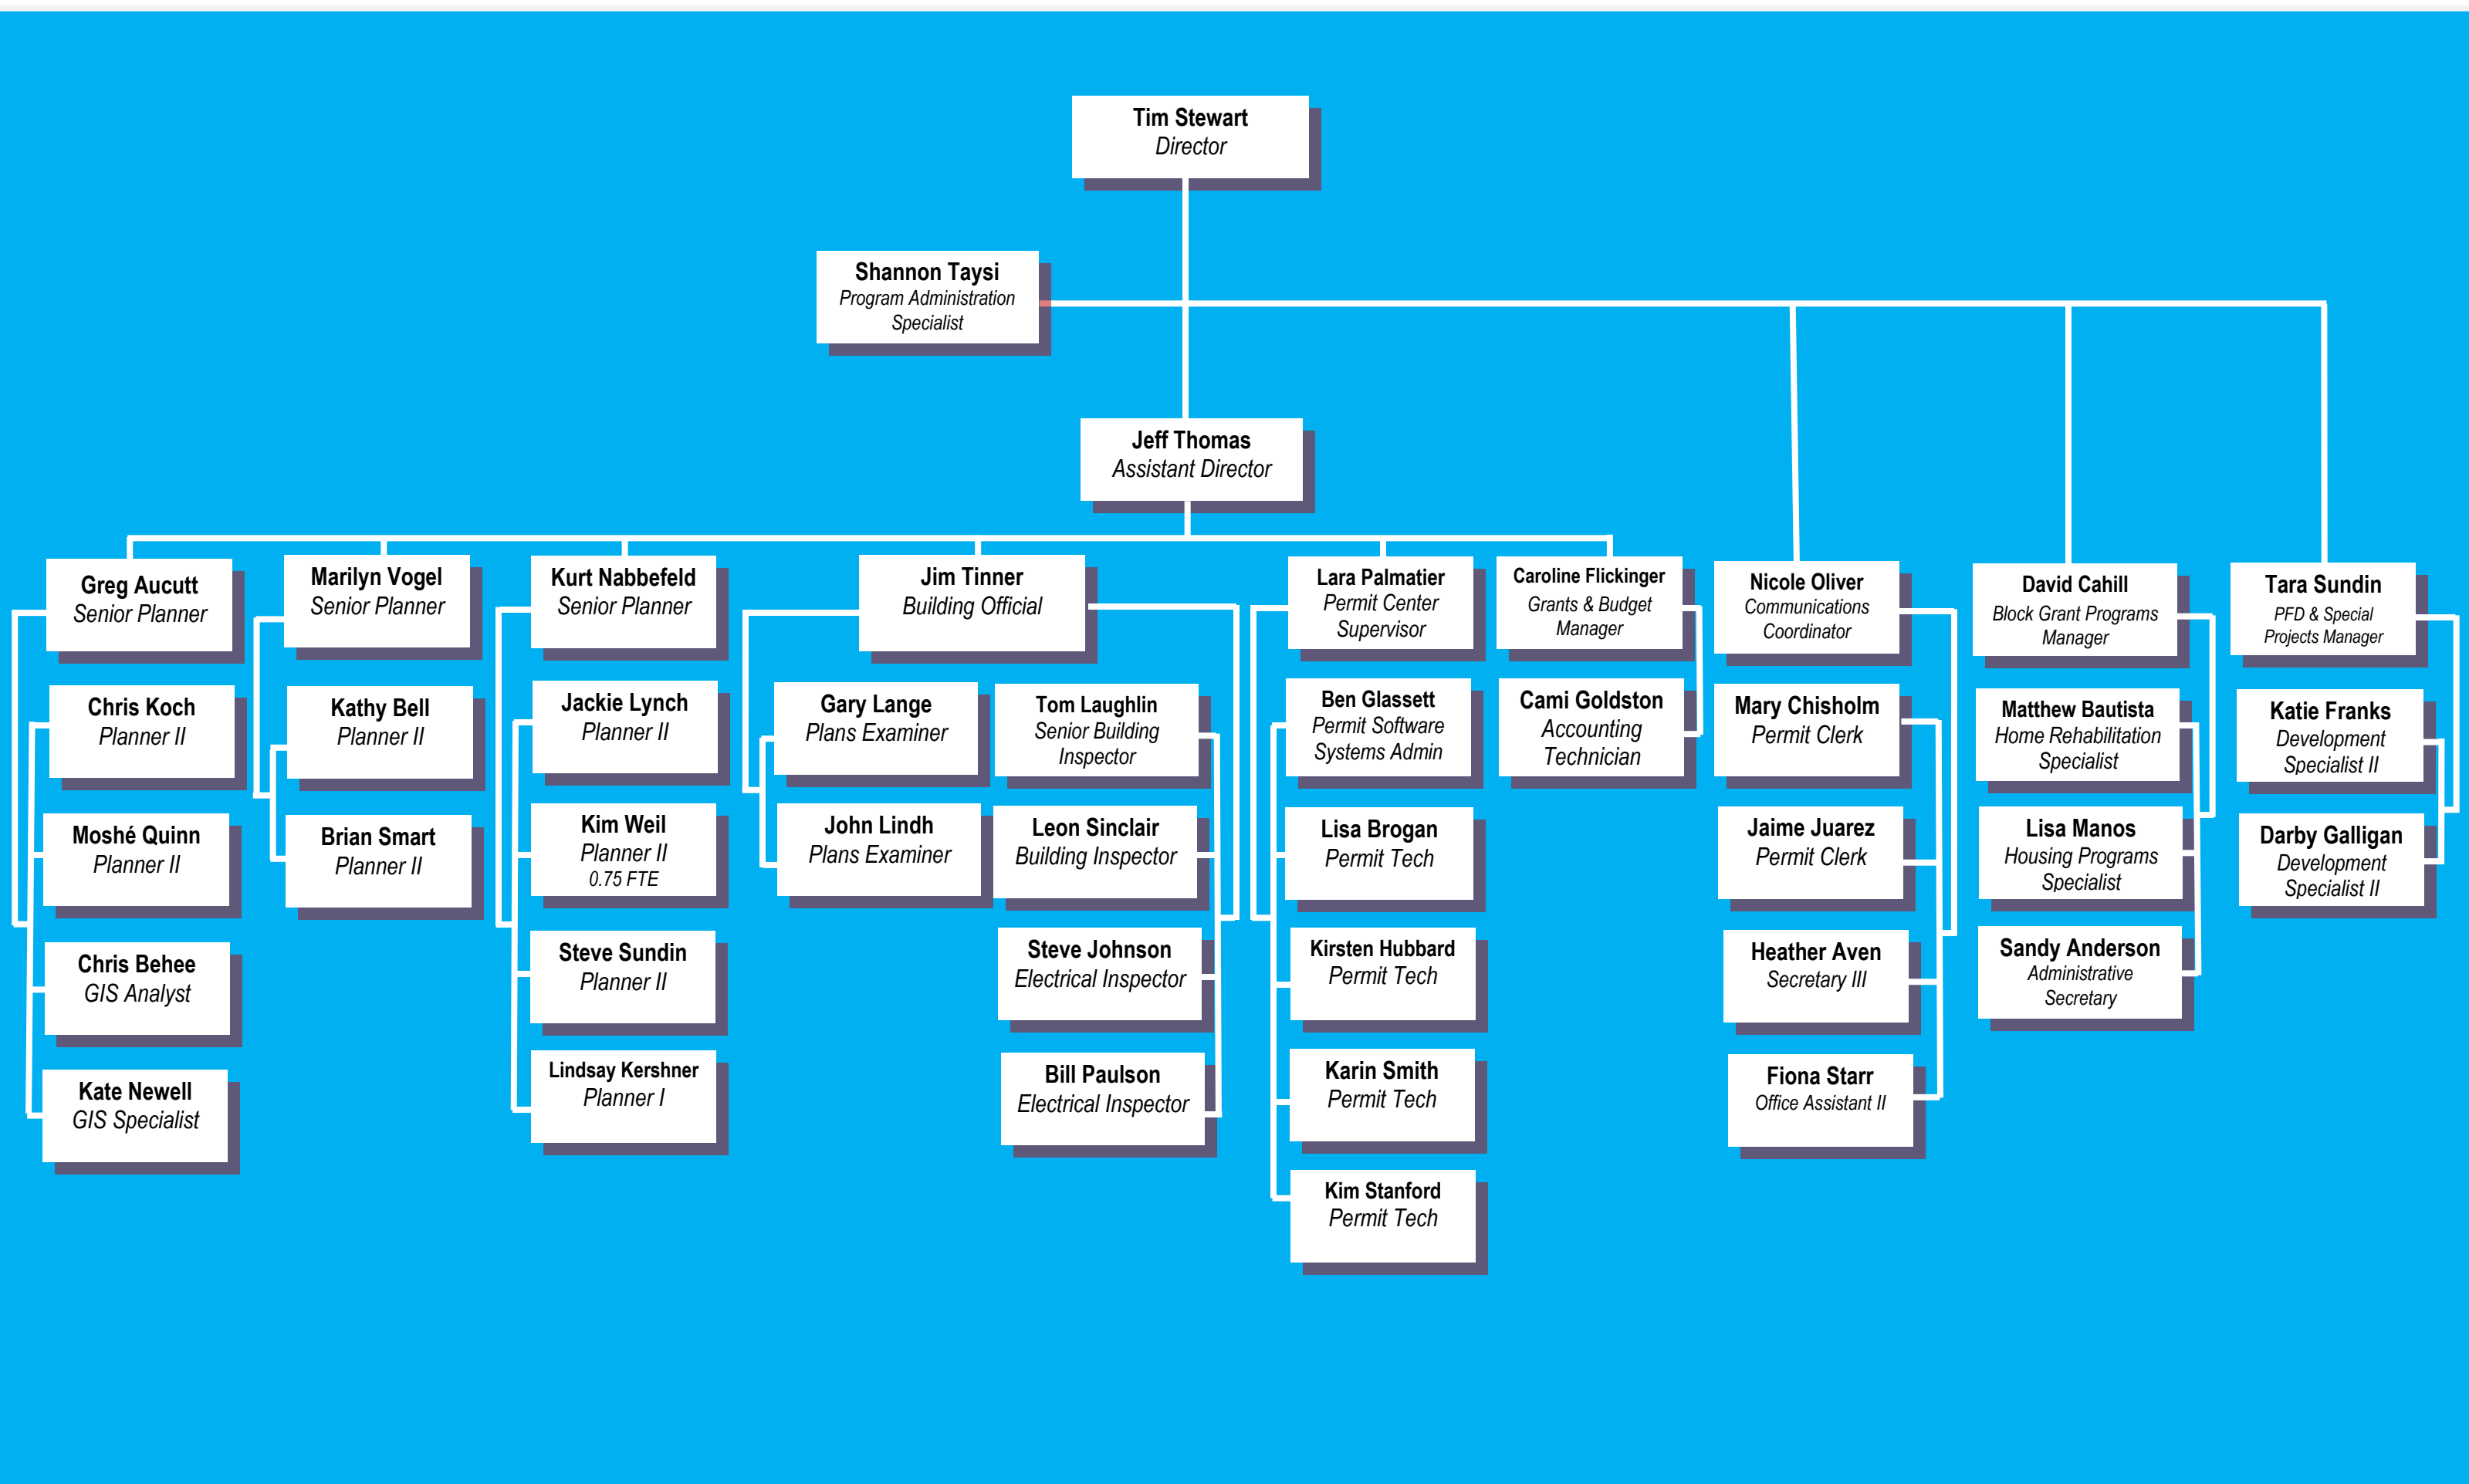 Tim Stewart
Director
Shannon Taysi
Program Administration
Specialist
Jeff Thomas
Assistant Director
Greg Aucutt
Senior Planner
Chris Koch
Planner II
Moshé Quinn
Planner II
Chris Behee
GIS Analyst
Kate Newell
GIS Specialist
Marilyn Vogel
Senior Planner
Kathy Bell
Planner II
Brian Smart
Planner II
Kurt Nabbefeld
Senior Planner
Jackie Lynch
Planner II
Kim Weil
Planner II
0.75 FTE
Steve Sundin
Planner II
Lindsay Kershner
Planner I
Jim Tinner
Building Official
Gary Lange
Plans Examiner
John Lindh
Plans Examiner
Tom Laughlin
Senior Building
Inspector
Leon Sinclair
Building Inspector
Steve Johnson
Electrical Inspector
Bill Paulson
Electrical Inspector
Lara Palmatier
Permit Center
Supervisor
Ben Glassett
Permit Software
Systems Admin
Lisa Brogan
Permit Tech
Kirsten Hubbard
Permit Tech
Karin Smith
Permit Tech
Kim Stanford
Permit Tech
Caroline Flickinger
Grants & Budget
Manager
Cami Goldston
Accounting
Technician
Nicole Oliver
Communications
Coordinator
Mary Chisholm
Permit Clerk
Jaime Juarez
Permit Clerk
Heather Aven
Secretary III
Fiona Starr
Office Assistant II
David Cahill
Block Grant Programs
Manager
Matthew Bautista
Home Rehabilitation
Specialist
Lisa Manos
Housing Programs
Specialist
Sandy Anderson
Administrative
Secretary
Tara Sundin
PFD & Special
Projects Manager
Katie Franks
Development
Specialist II
Darby Galligan
Development
Specialist II